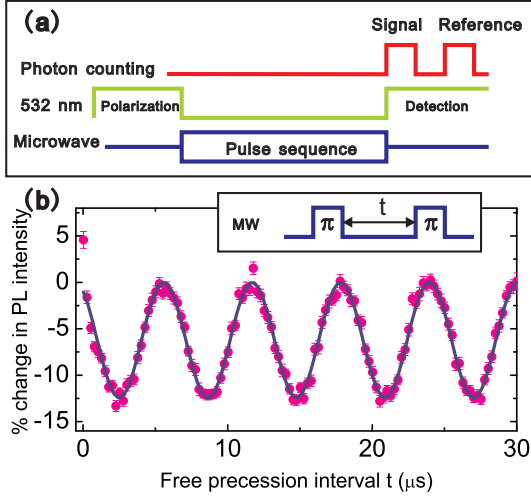 (a)
Signal Reference
Photon counting
532 nm Polarization Detection
Microwave Pulse sequence
(b)
MW π t π
% change in PL intensity
5
0
-5
-10
-15
0 10 20 30
Free precession interval t (μs)